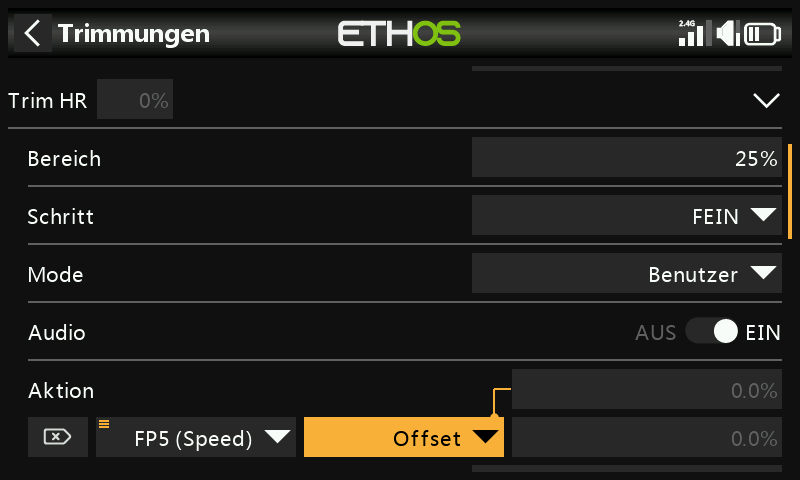 Trimmungen
ETHOS
2.4G
Trim HR 0%
Bereich 25%
Schritt FEIN
Mode Benutzer
Audio AUS EIN
Aktion 0.0%
FP5 (Speed) Offset 0.0%